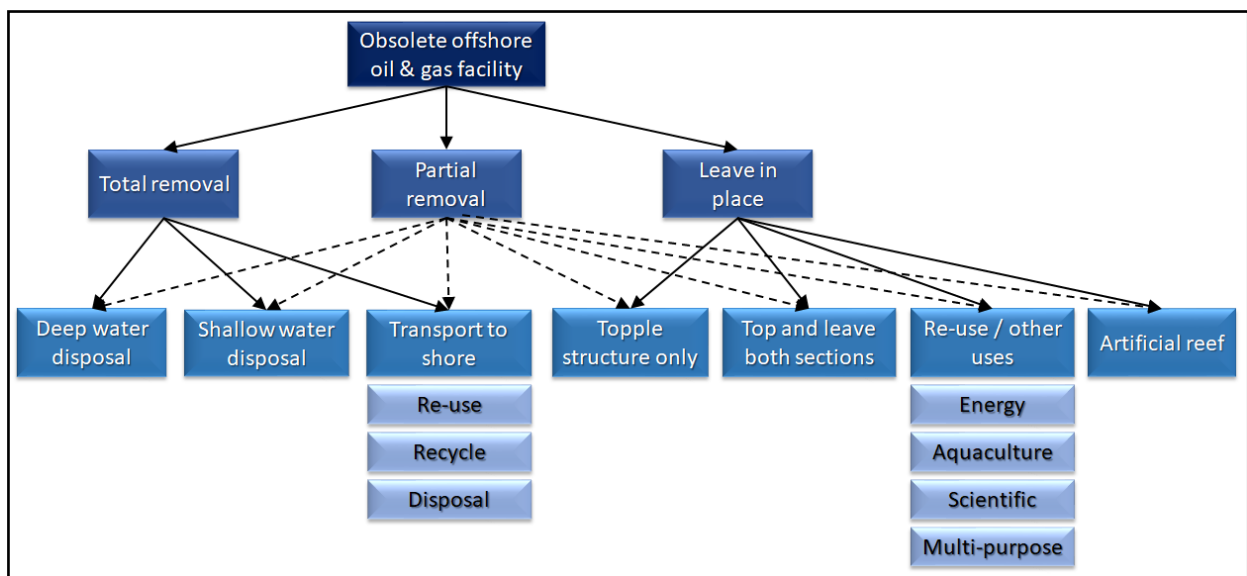 Obsolete offshore
oil & gas facility
Total removal
Partial
removal
Leave in
place
Deep water
disposal
Shallow water
disposal
Transport to
shore
Topple
structure only
Top and leave
both sections
Re-use / other
uses
Artificial reef
Re-use
Recycle
Disposal
Energy
Aquaculture
Scientific
Multi-purpose